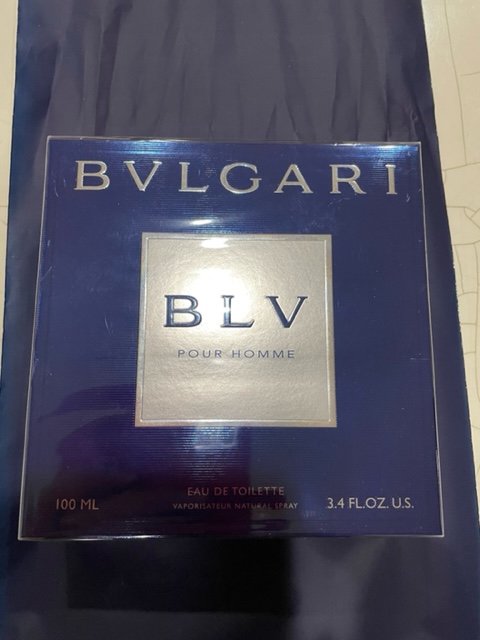 BVLGARI
BLV
POUR HOMME
EAU DE TOILETTE
100 ML VAPORISATEUR NATURAL SPRAY 3.4 FL.OZ. U.S.